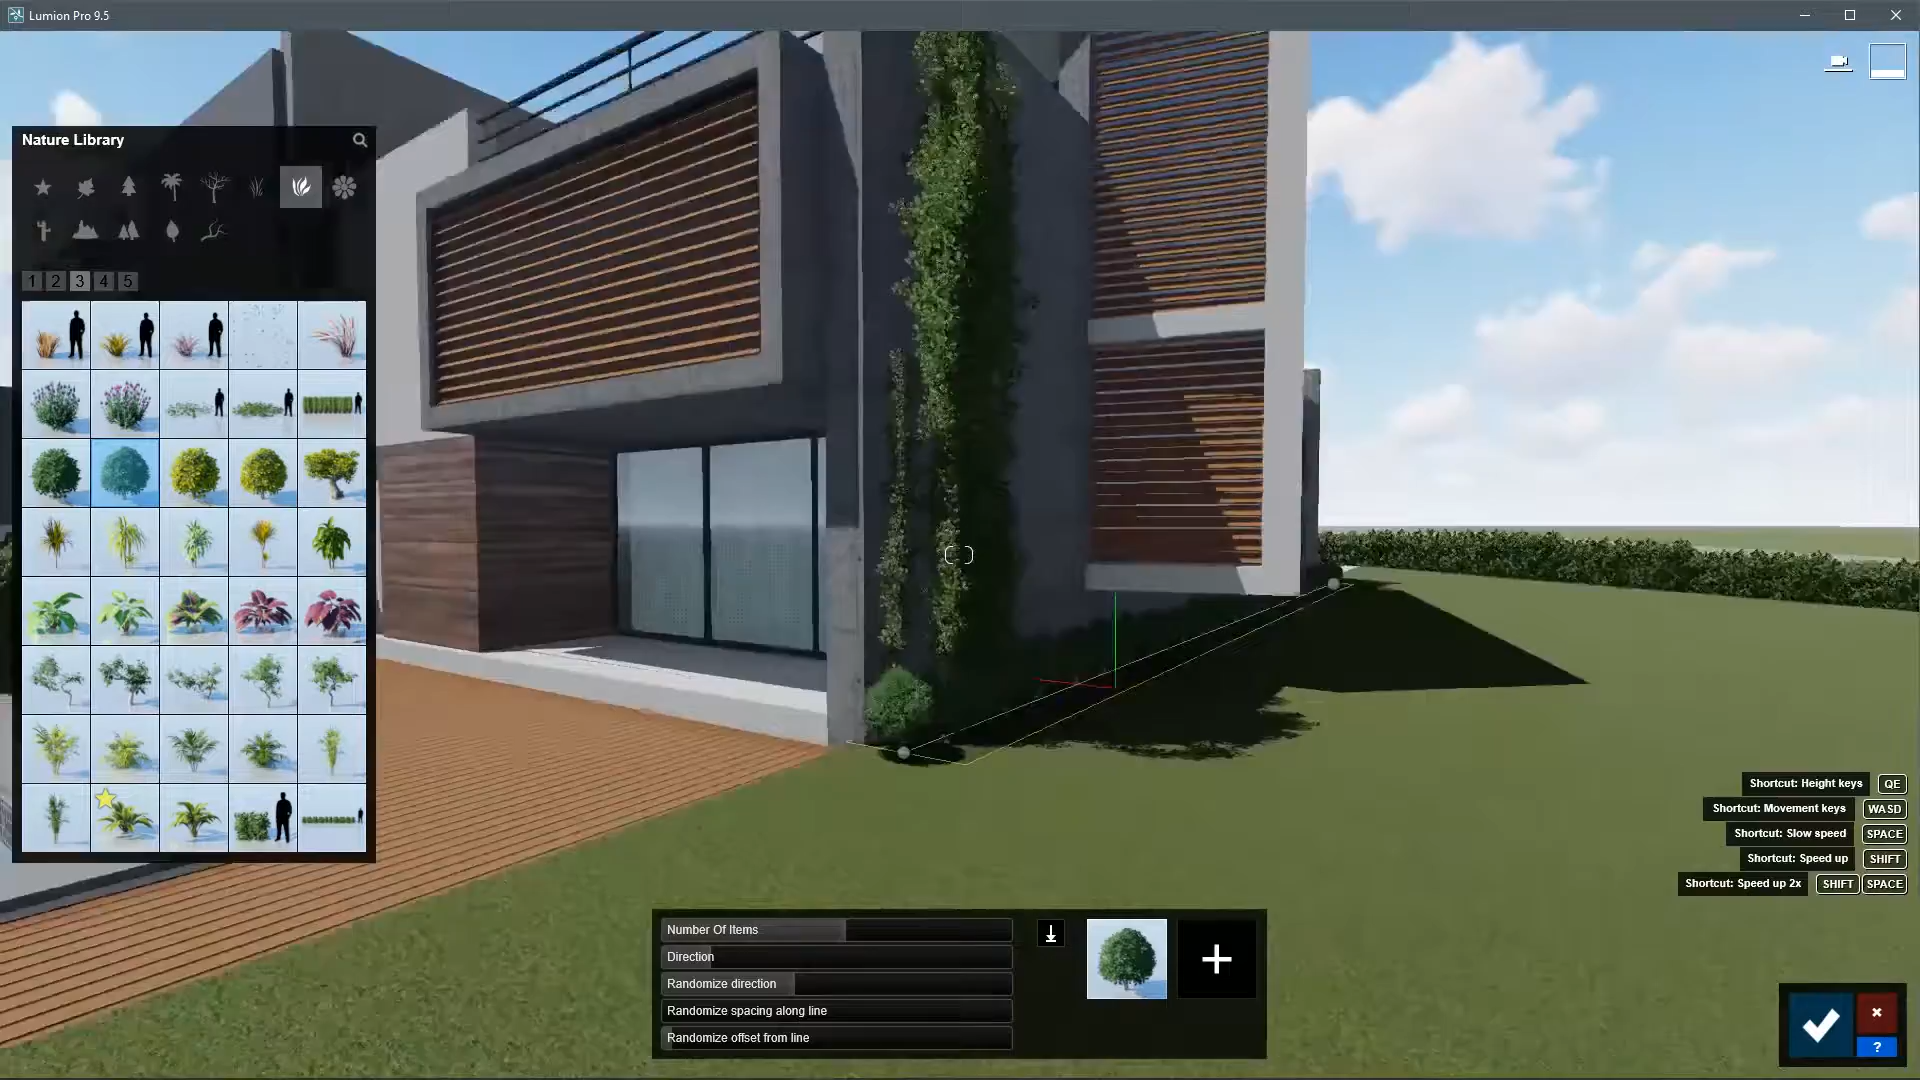 Lumion Pro 9.5
Nature Library
1 2 3 4 5
Shortcut: Height keys QE
Shortcut: Movement keys WASD
Shortcut: Slow speed SPACE
Shortcut: Speed up SHIFT
Shortcut: Speed up 2x SHIFT SPACE
Number Of Items
Direction
Randomize direction
Randomize spacing along line
Randomize offset from line
?